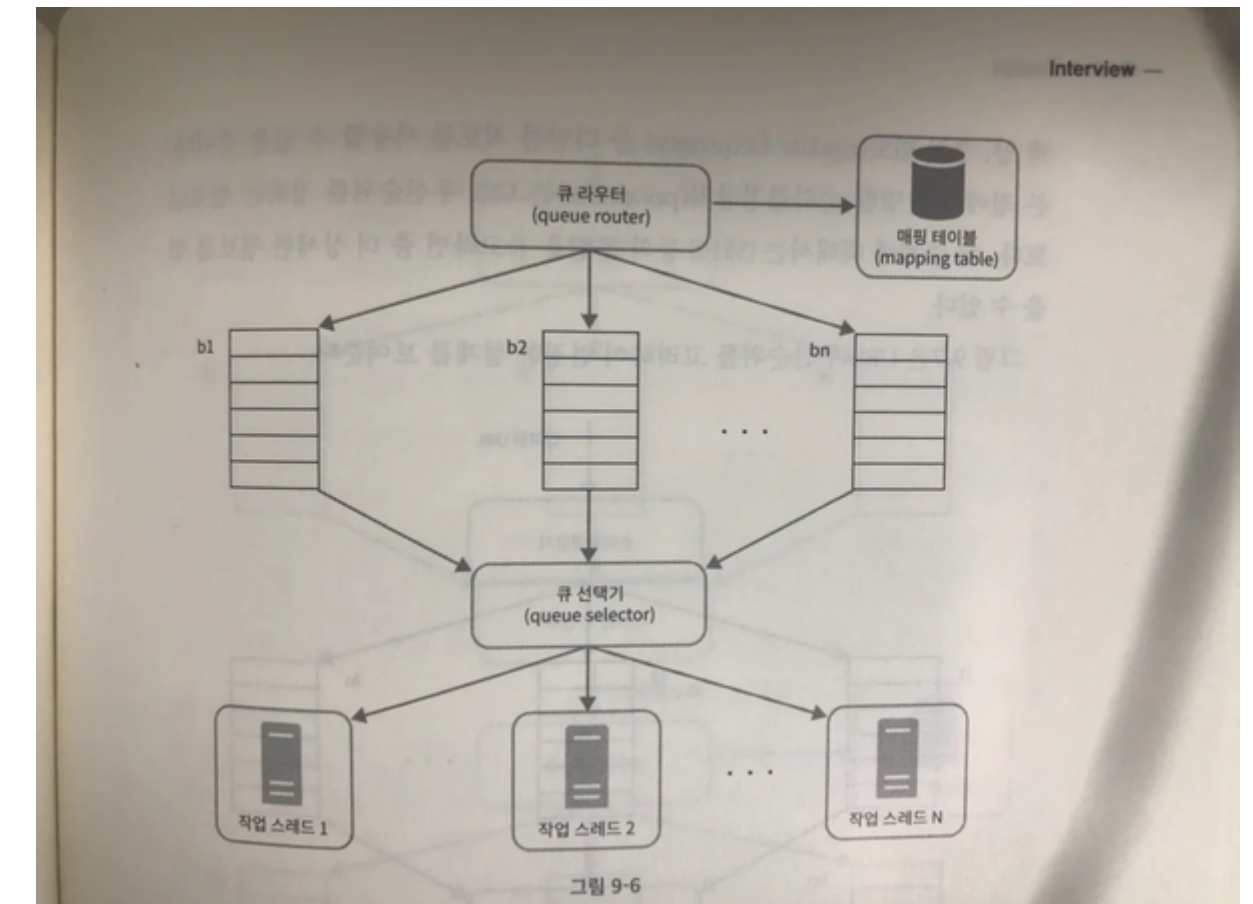 Interview —
큐 라우터
(queue router)
매핑 테이블
(mapping table)
b1
b2
bn
. . .
큐 선택기
(queue selector)
작업 스레드 1
작업 스레드 2
. . .
작업 스레드 N
그림 9-6